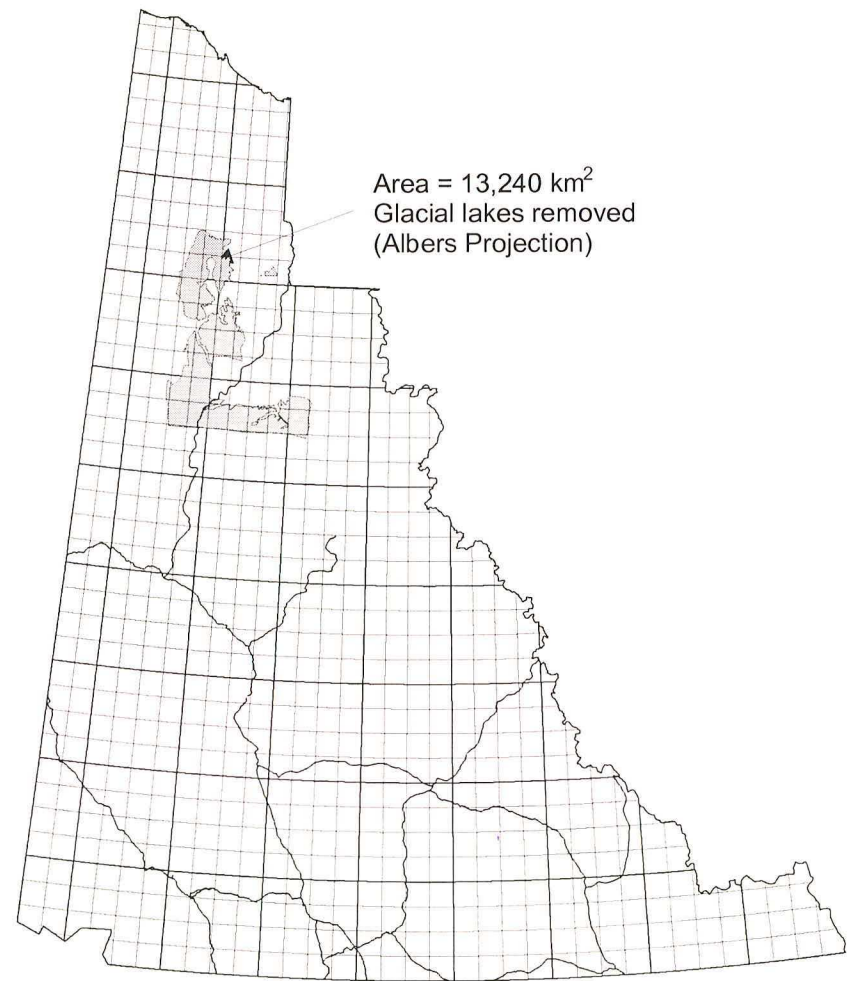 Area = 13,240 km²
Glacial lakes removed
(Albers Projection)